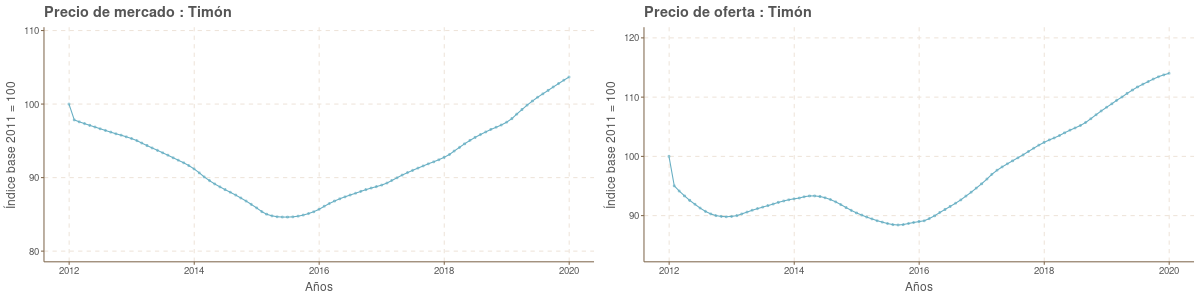 Precio de mercado : Timón
Índice base 2011 = 100
110
100
90
80
2012 2014 2016 2018 2020
Años
Precio de oferta : Timón
Índice base 2011 = 100
120
110
100
90
2012 2014 2016 2018 2020
Años